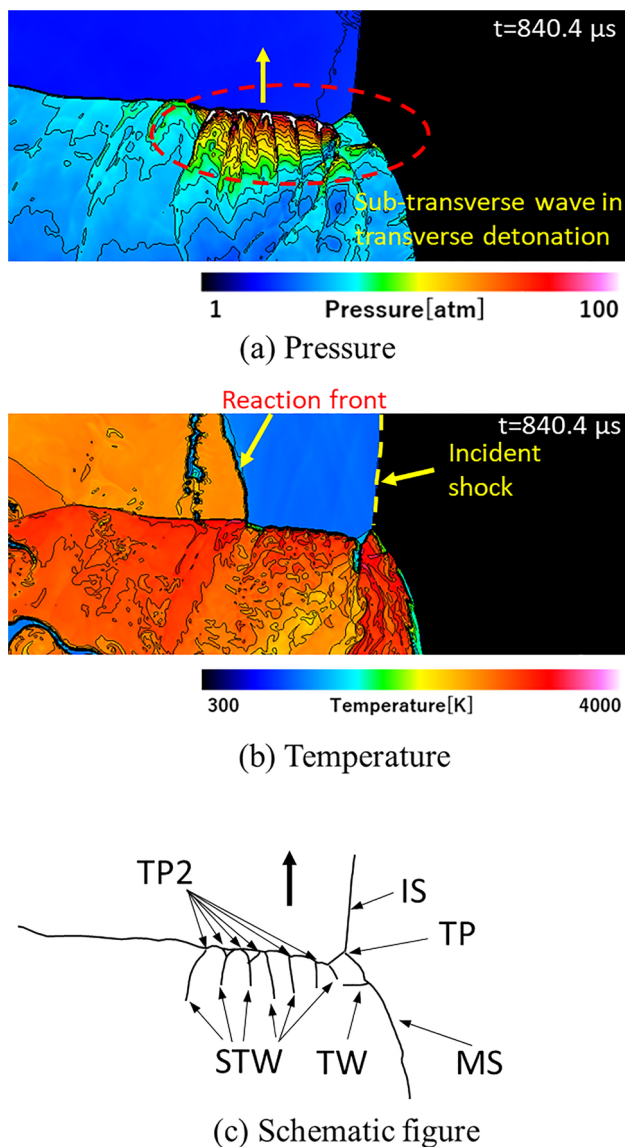 t=840.4 µs
Sub-transverse wave in
transverse detonation
1 Pressure[atm] 100
(a) Pressure
Reaction front
t=840.4 µs
Incident
shock
300 Temperature[K] 4000
(b) Temperature
TP2
IS
TP
STW TW MS
(c) Schematic figure